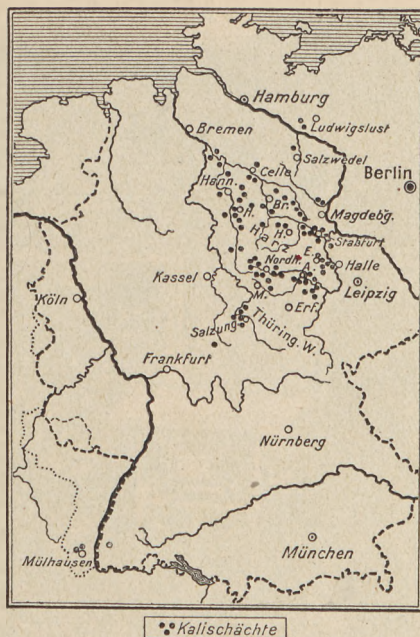 Hamburg
Bremen
Ludwigslust
Salzwedel
Berlin
Celle
Hann.
Br.
Magdebg.
H.
Harz
H.
Staßfurt
E.
Nordh.
A.
Halle
Kassel
Leipzig
M.
Erf.
Köln
Salzung.
Thüring. W.
Frankfurt
Nürnberg
Mülhausen
München
Kalischächte